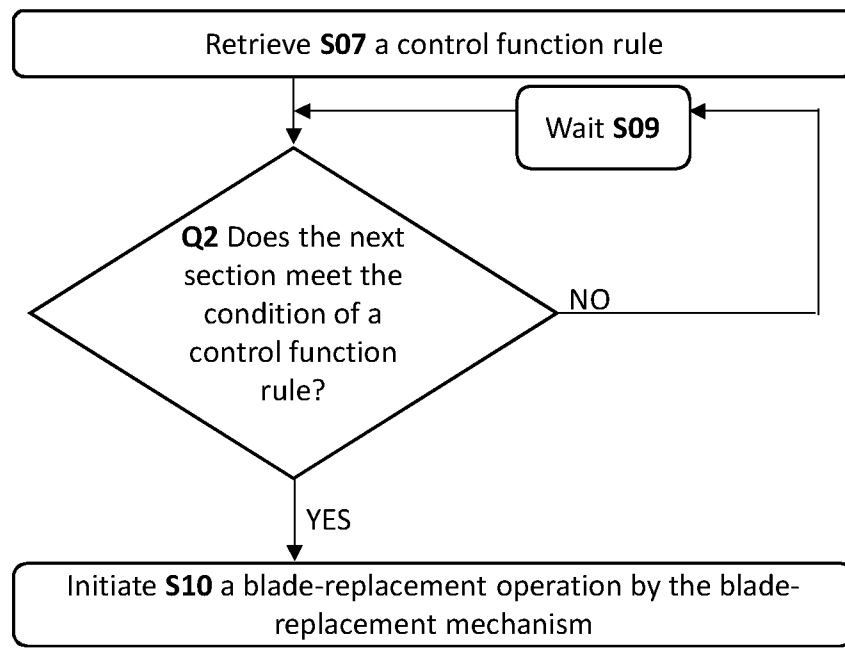 Retrieve S07 a control function rule
Wait S09
Q2 Does the next
section meet the
condition of a
control function
rule?
NO
YES
Initiate S10 a blade-replacement operation by the blade-
replacement mechanism